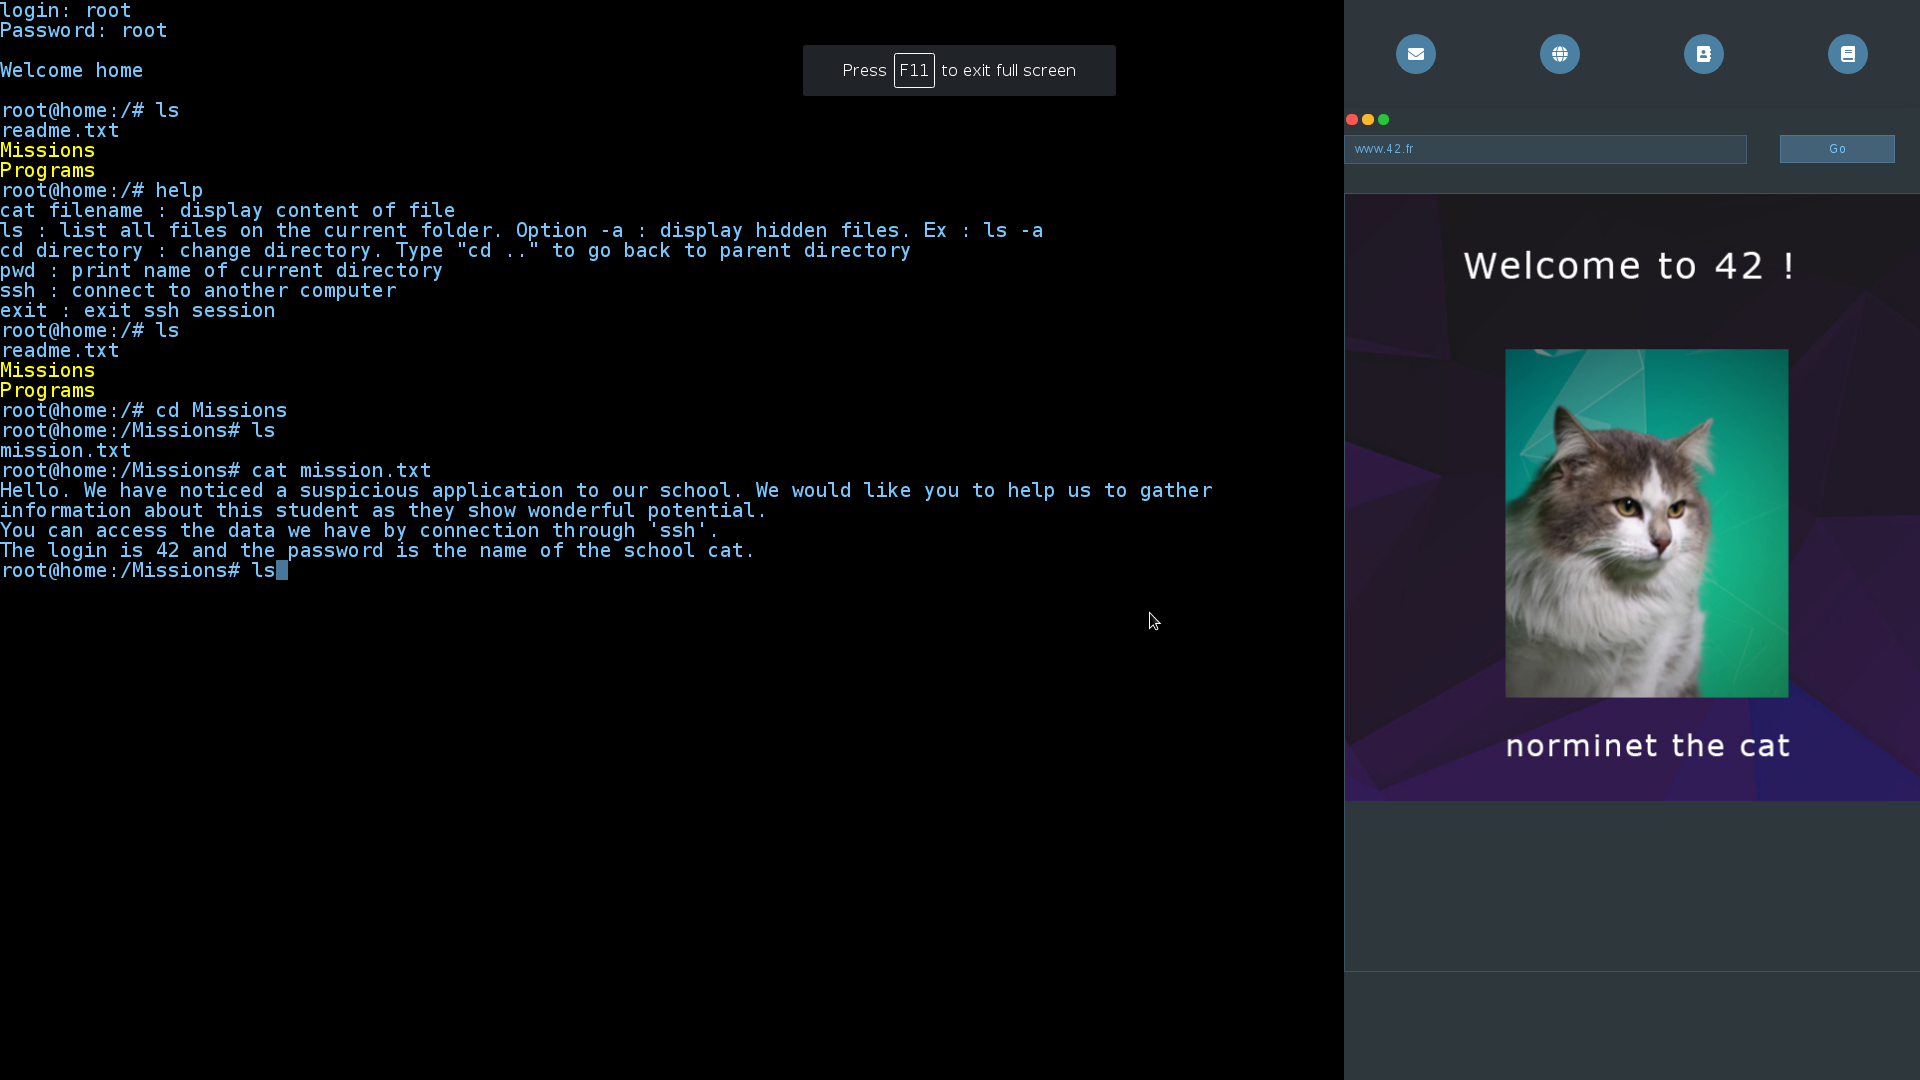 login: root
Password: root
Welcome home
root@home:/# ls
readme.txt
Missions
Programs
root@home:/# help
cat filename : display content of file
ls : list all files on the current folder. Option -a : display hidden files. Ex : ls -a
cd directory : change directory. Type "cd .." to go back to parent directory
pwd : print name of current directory
ssh : connect to another computer
exit : exit ssh session
root@home:/# ls
readme.txt
Missions
Programs
root@home:/# cd Missions
root@home:/Missions# ls
mission.txt
root@home:/Missions# cat mission.txt
Hello. We have noticed a suspicious application to our school. We would like you to help us to gather
information about this student as they show wonderful potential.
You can access the data we have by connection through 'ssh'.
The login is 42 and the password is the name of the school cat.
root@home:/Missions# ls
Press F11 to exit full screen
www.42.fr
Go
Welcome to 42 !
norminet the cat